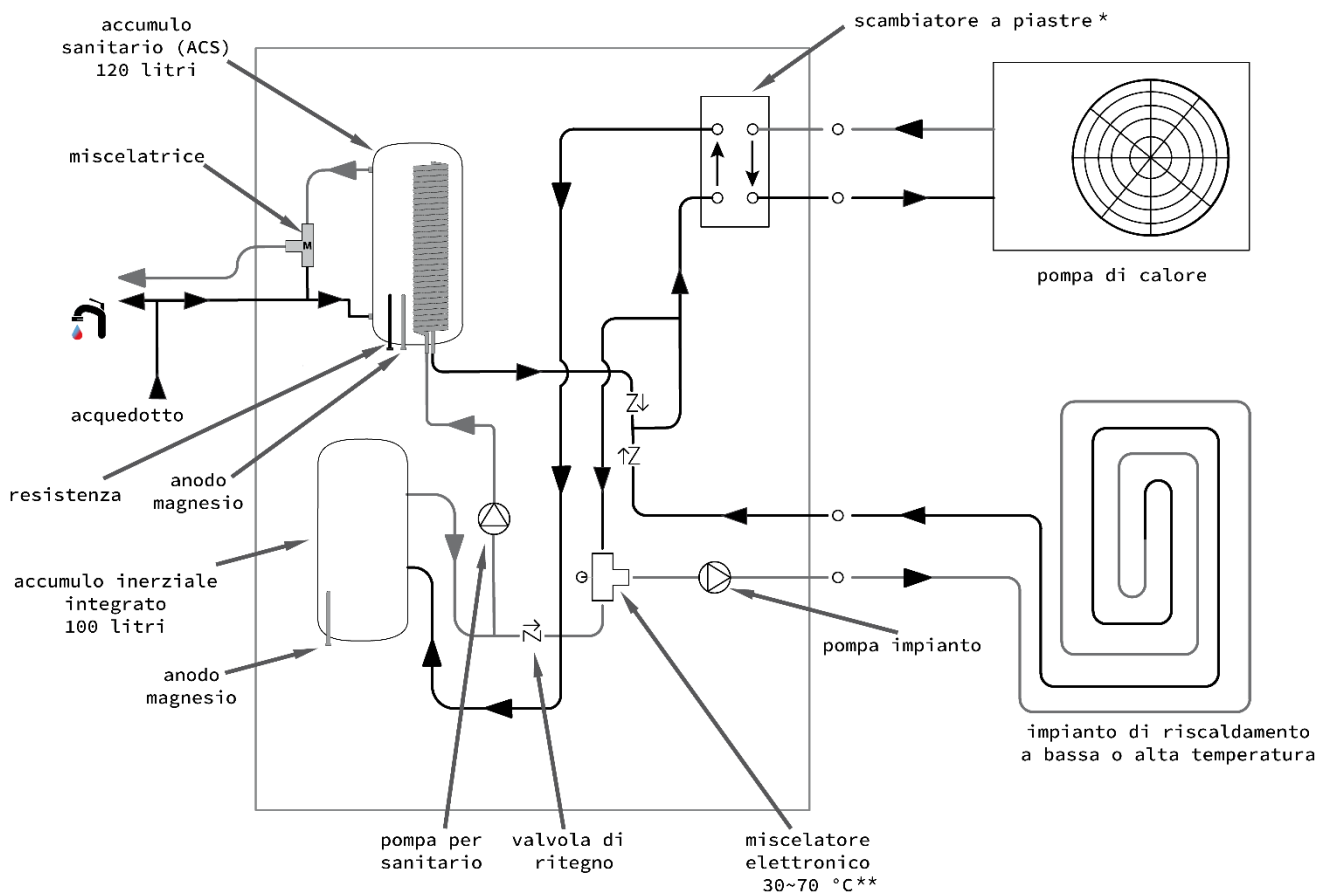 accumulo
sanitario (ACS)
120 litri
scambiatore a piastre *
miscelatrice
M
pompa di calore
acquedotto
Z
Z
resistenza
anodo
magnesio
accumulo inerziale
integrato
100 litri
Z
anodo
magnesio
pompa impianto
impianto di riscaldamento
a bassa o alta temperatura
pompa per
sanitario
valvola di
ritegno
miscelatore
elettronico
30~70 °C**